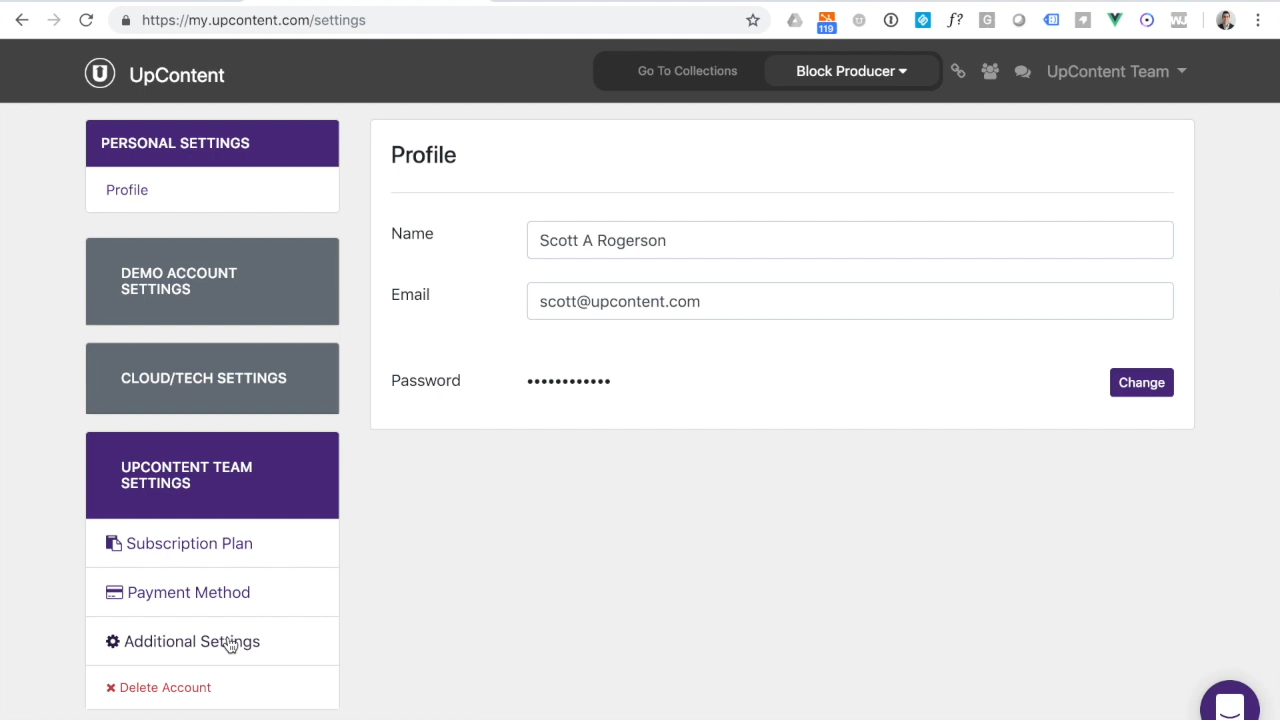 https://my.upcontent.com/settings
119
f?
G
WJ
UpContent
Go To Collections
Block Producer
UpContent Team
PERSONAL SETTINGS
Profile
DEMO ACCOUNT
SETTINGS
CLOUD/TECH SETTINGS
UPCONTENT TEAM
SETTINGS
Subscription Plan
Payment Method
Additional Settings
Delete Account
Profile
Name
Scott A Rogerson
Email
scott@upcontent.com
Password
••••••••••••
Change